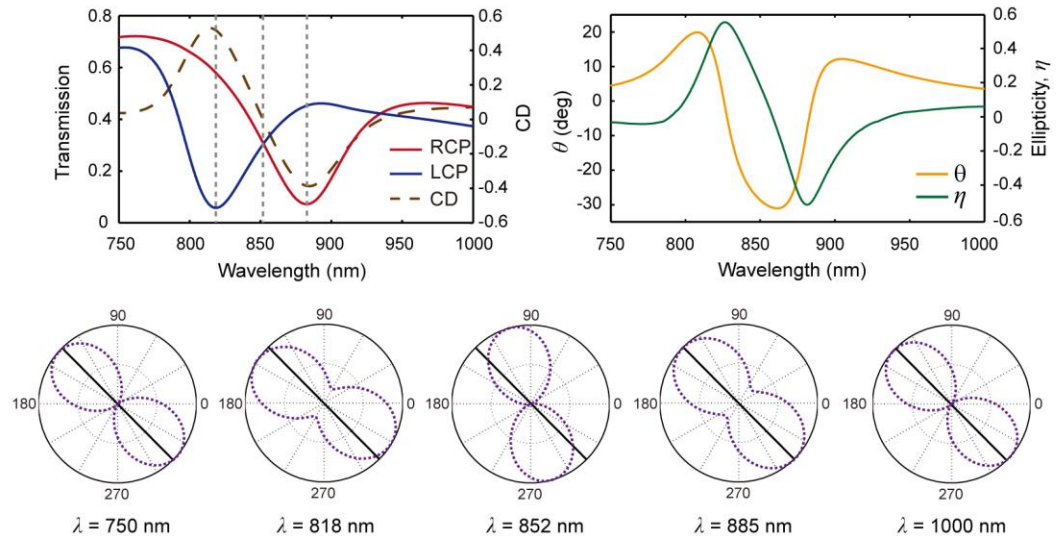 0.8
0.6
0.4
0.2
0
Transmission
0.6
0.4
0.2
0
-0.2
-0.4
-0.6
CD
RCP
LCP
CD
750 800 850 900 950 1000
Wavelength (nm)
20
10
0
-10
-20
-30
θ (deg)
0.6
0.4
0.2
0
-0.2
-0.4
-0.6
Ellipticity, η
θ
η
750 800 850 900 950 1000
Wavelength (nm)
90
180 0
270
λ = 750 nm
90
180 0
270
λ = 818 nm
90
180 0
270
λ = 852 nm
90
180 0
270
λ = 885 nm
90
180 0
270
λ = 1000 nm